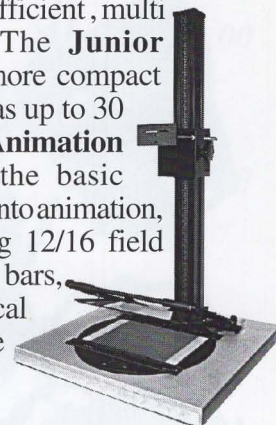 fficient, multi
The Junior
more compact
as up to 30
Animation
the basic
nto animation,
g 12/16 field
bars,
cal
e